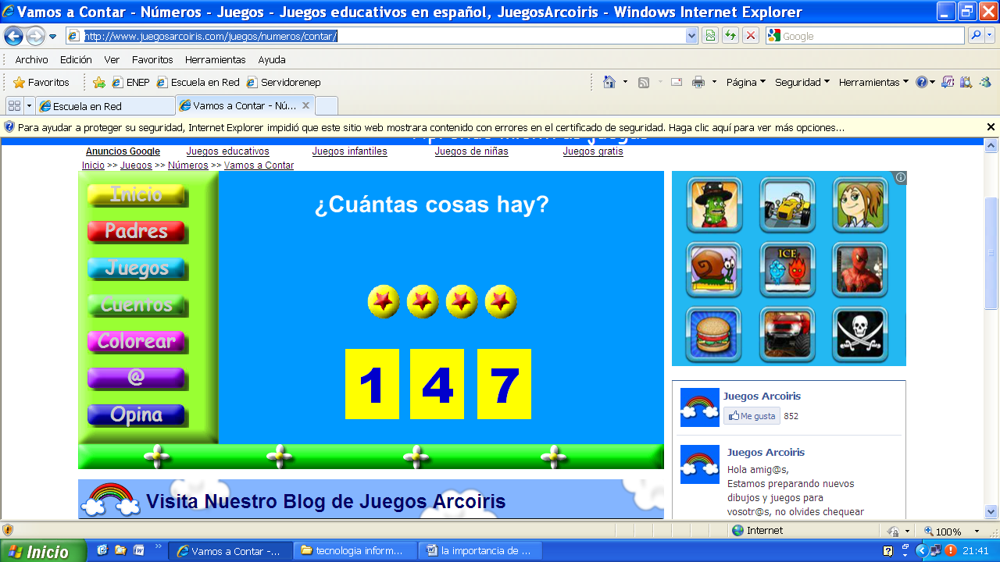 Vamos a Contar - Números - Juegos - Juegos educativos en español, JuegosArcoiris - Windows Internet Explorer
http://www.juegosarcoiris.com/juegos/numeros/contar/
Google
Archivo Edición Ver Favoritos Herramientas Ayuda
Favoritos ENEP Escuela en Red Servidorenep Página Seguridad Herramientas
Escuela en Red Vamos a Contar - Nú...
Para ayudar a proteger su seguridad, Internet Explorer impidió que este sitio web mostrara contenido con errores en el certificado de seguridad. Haga clic aquí para ver más opciones...
Anuncios Google Juegos educativos Juegos infantiles Juegos de niñas Juegos gratis
Inicio >> Juegos >> Números >> Vamos a Contar
Inicio
Padres
Juegos
Cuentos
Colorear
@
Opina
¿Cuántas cosas hay?
1 4 7
ICE
Juegos Arcoiris
Me gusta 852
Juegos Arcoiris
Hola amig@s,
Estamos preparando nuevos
dibujos y juegos para
vosotr@s, no olvides chequear
Visita Nuestro Blog de Juegos Arcoiris
Internet 100%
Inicio Vamos a Contar -... tecnologia inform... la importancia de ... 21:41